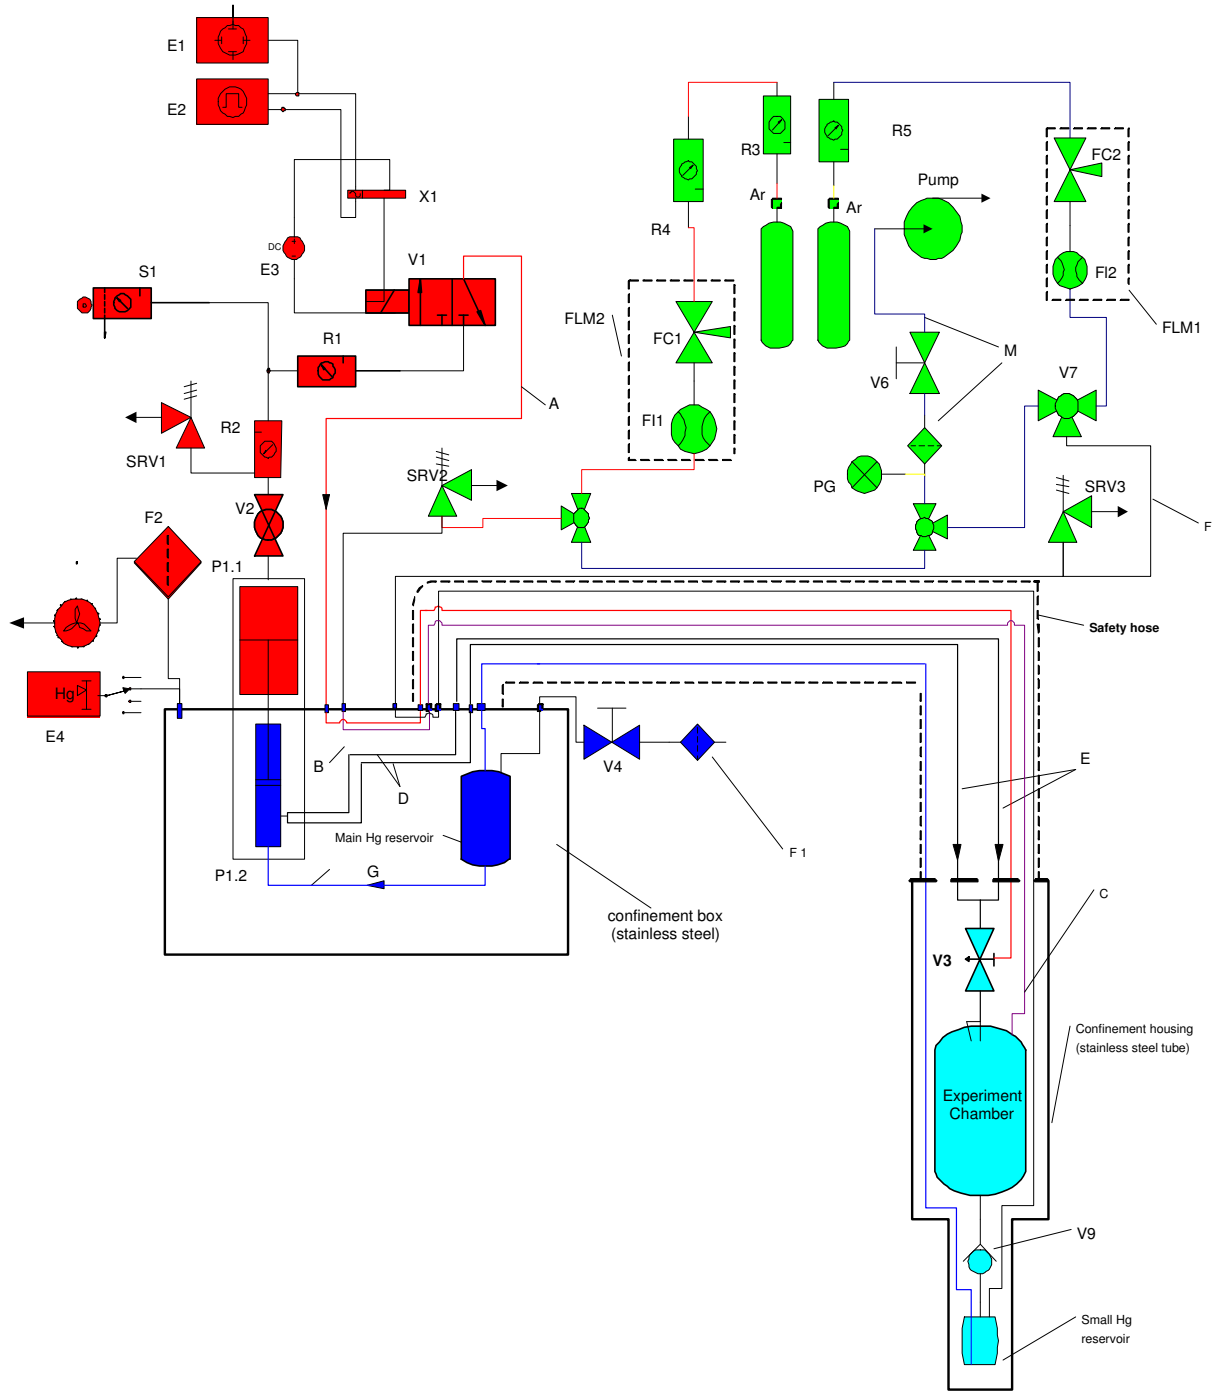 E1
E2
X1
DC
E3
V1
S1
R1
A
R2
SRV1
V2
F2
P1.1
Hg
E4
P1.2
B
D
G
Main Hg reservoir
confinement box
(stainless steel)
V4
F 1
R3
R4
R5
Ar
Ar
Pump
FC2
FI2
FLM1
FLM2
FC1
FI1
M
V6
V7
PG
SRV2
SRV3
F
Safety hose
E
C
V3
Confinement housing
(stainless steel tube)
Experiment
Chamber
V9
Small Hg
reservoir